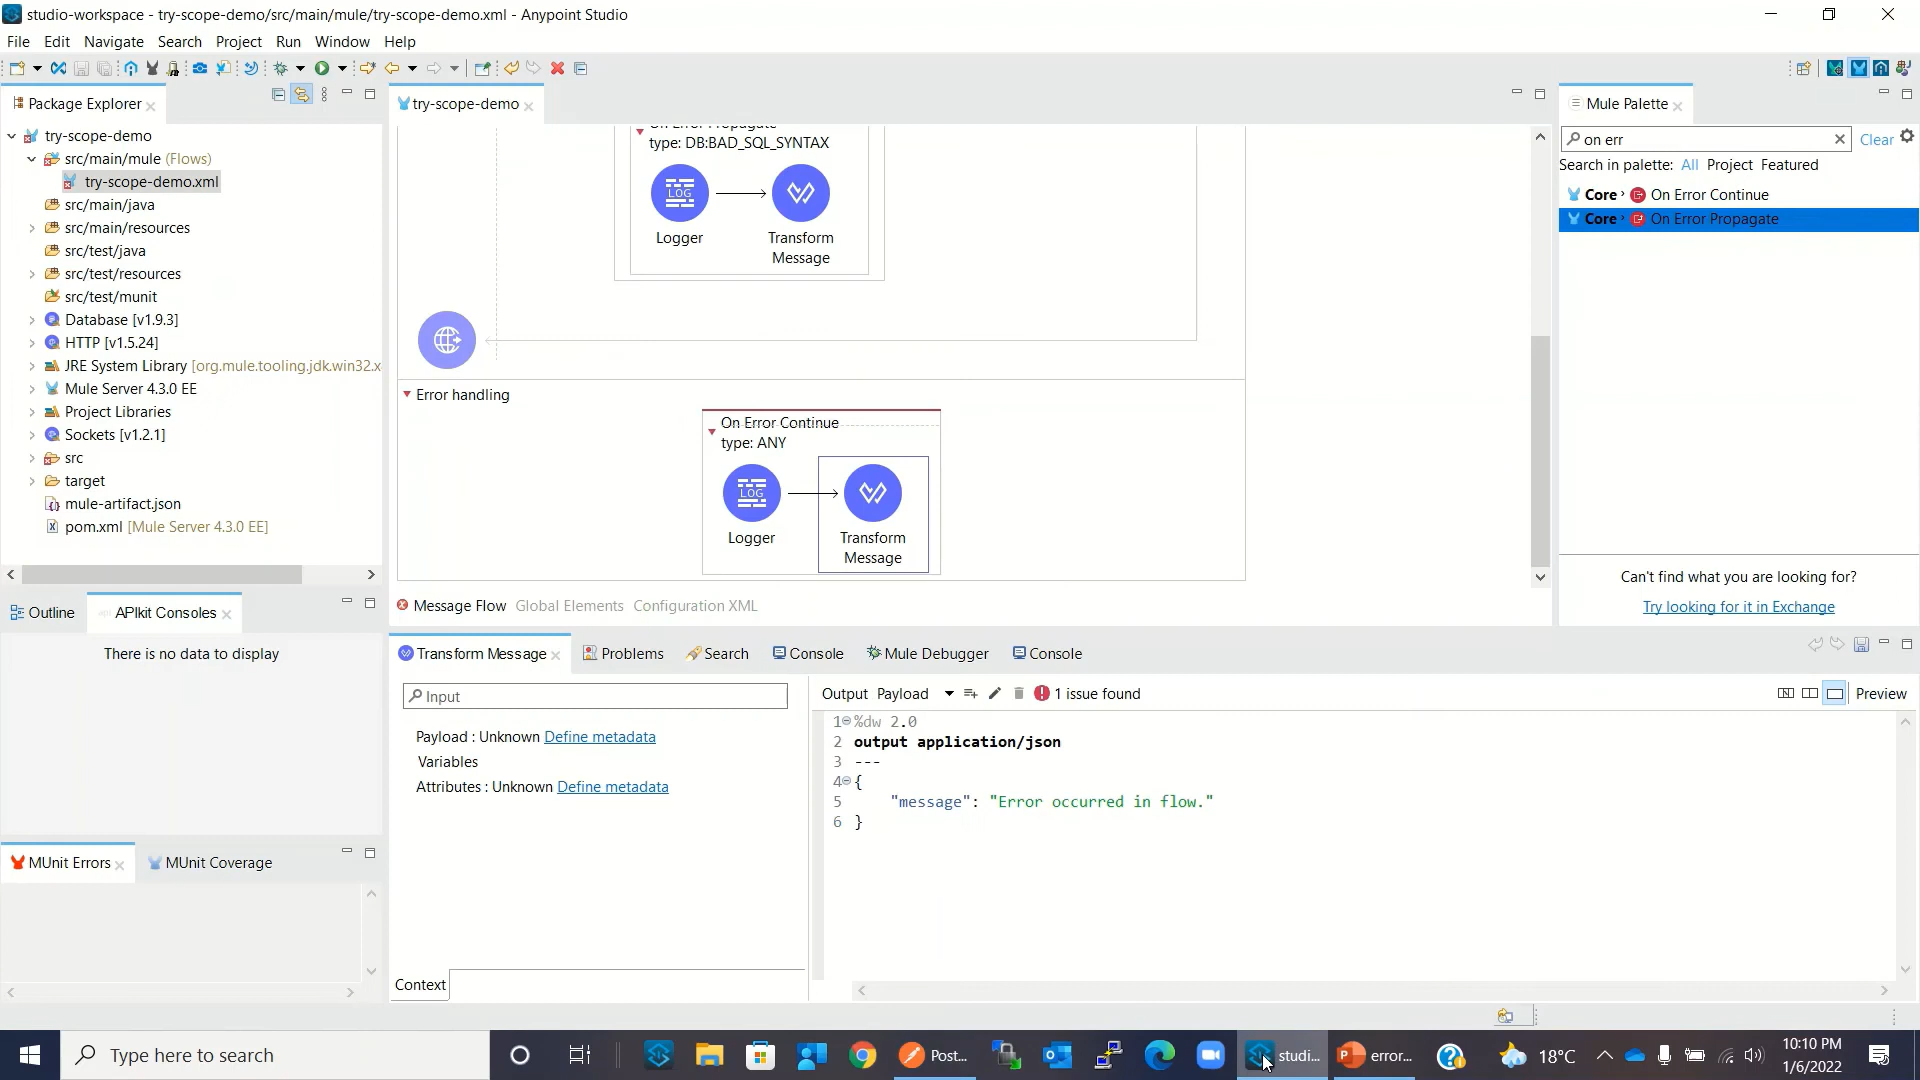 studio-workspace - try-scope-demo/src/main/mule/try-scope-demo.xml - Anypoint Studio
File Edit Navigate Search Project Run Window Help
Package Explorer
try-scope-demo
src/main/mule (Flows)
try-scope-demo.xml
src/main/java
src/main/resources
src/test/java
src/test/resources
src/test/munit
Database [v1.9.3]
HTTP [v1.5.24]
JRE System Library [org.mule.tooling.jdk.win32.x
Mule Server 4.3.0 EE
Project Libraries
Sockets [v1.2.1]
src
target
mule-artifact.json
pom.xml [Mule Server 4.3.0 EE]
Outline
APIkit Consoles
There is no data to display
MUnit Errors
MUnit Coverage
try-scope-demo
On Error Propagate
type: DB:BAD_SQL_SYNTAX
LOG
Logger
Transform
Message
Error handling
On Error Continue
type: ANY
LOG
Logger
Transform
Message
Message Flow Global Elements Configuration XML
Mule Palette
on err
Clear
Search in palette: All Project Featured
Core › On Error Continue
Core › On Error Propagate
Can't find what you are looking for?
Try looking for it in Exchange
Transform Message
Problems
Search
Console
Mule Debugger
Console
Input
Payload : Unknown Define metadata
Variables
Attributes : Unknown Define metadata
Context
Output Payload
1 issue found
Preview
1 %dw 2.0
2 output application/json
3 ---
4 {
5 "message": "Error occurred in flow."
6 }
Type here to search
Post...
studi...
error...
18°C
10:10 PM
1/6/2022